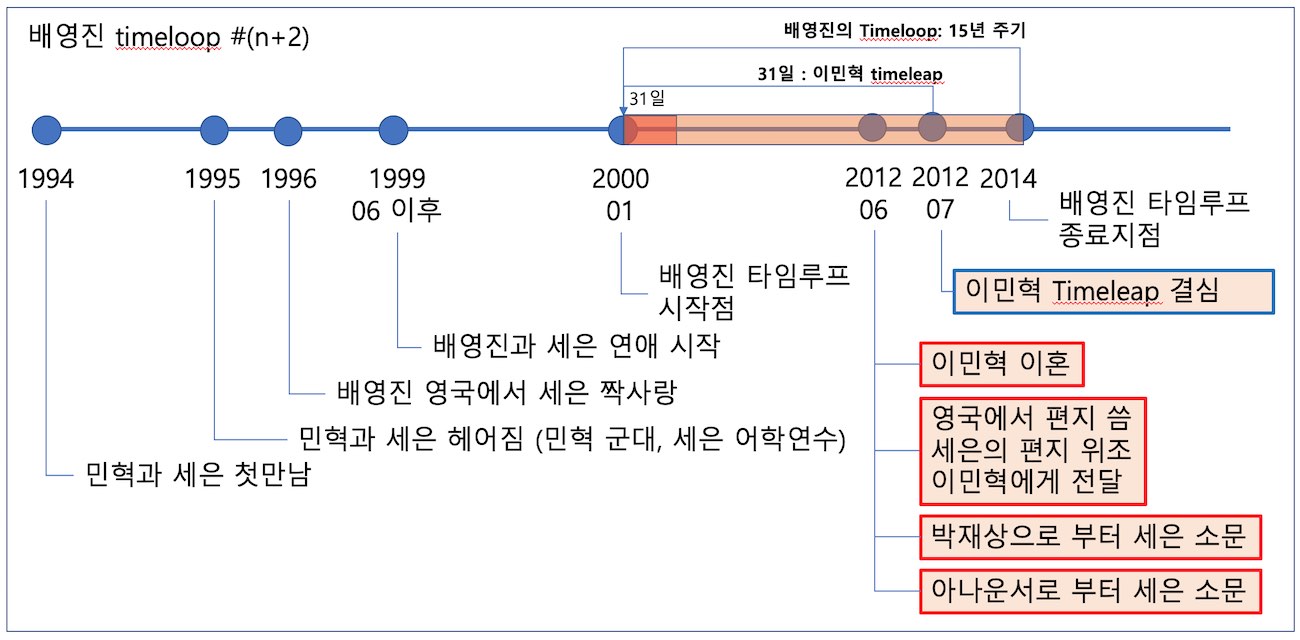 배영진 timeloop #(n+2)
배영진의 Timeloop: 15년 주기
31일 : 이민혁 timeleap
31일
1994
1995
1996
1999
06 이후
2000
01
2012
06
2012
07
2014
배영진 타임루프
종료지점
이민혁 Timeleap 결심
배영진 타임루프
시작점
배영진과 세은 연애 시작
이민혁 이혼
배영진 영국에서 세은 짝사랑
영국에서 편지 씀
세은의 편지 위조
이민혁에게 전달
민혁과 세은 헤어짐 (민혁 군대, 세은 어학연수)
민혁과 세은 첫만남
박재상으로 부터 세은 소문
아나운서로 부터 세은 소문